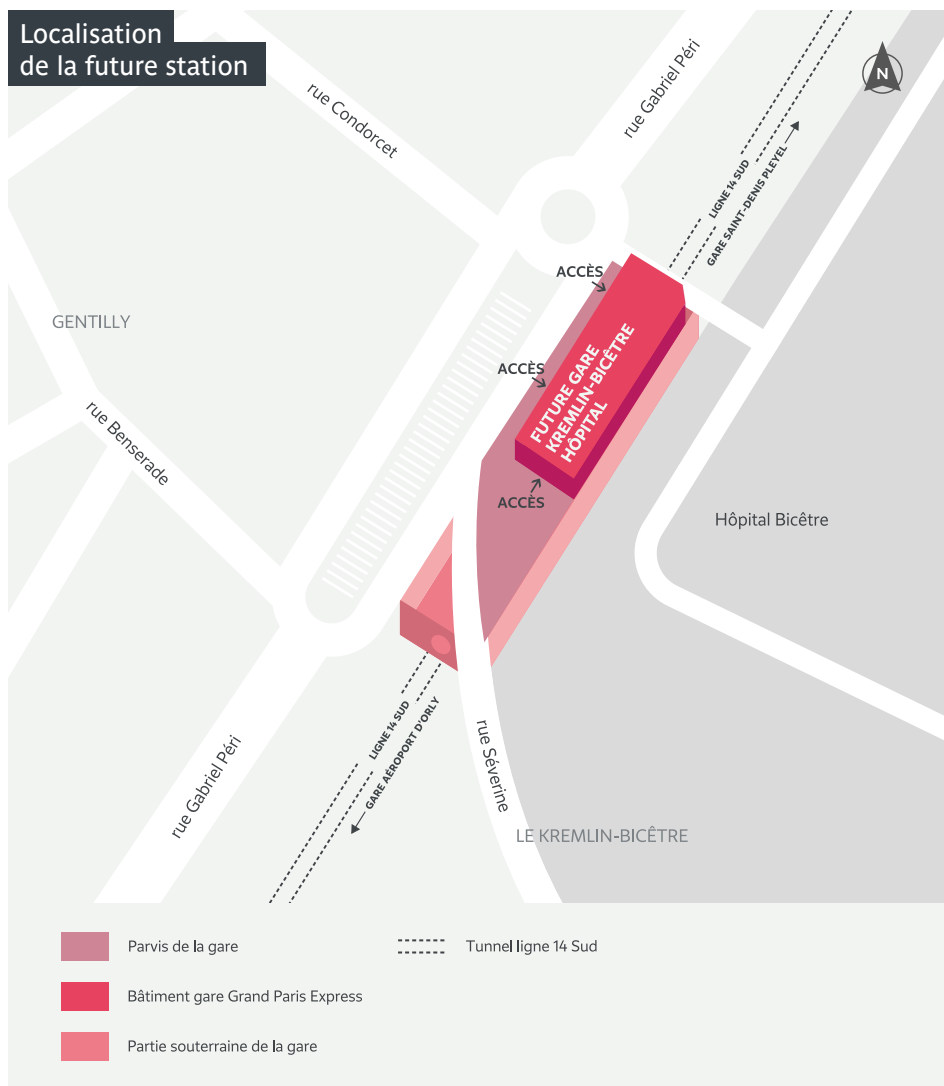 Localisation
de la future station
rue Condorcet
rue Gabriel Péri
N
LIGNE 14 SUD
GARE SAINT-DENIS PLEYEL
ACCÈS
GENTILLY
ACCÈS
FUTURE GARE
KREMLIN-BICÊTRE
HÔPITAL
rue Benserade
ACCÈS
Hôpital Bicêtre
LIGNE 14 SUD
GARE AÉROPORT D'ORLY
rue Gabriel Péri
rue Séverine
LE KREMLIN-BICÊTRE
Parvis de la gare
Tunnel ligne 14 Sud
Bâtiment gare Grand Paris Express
Partie souterraine de la gare